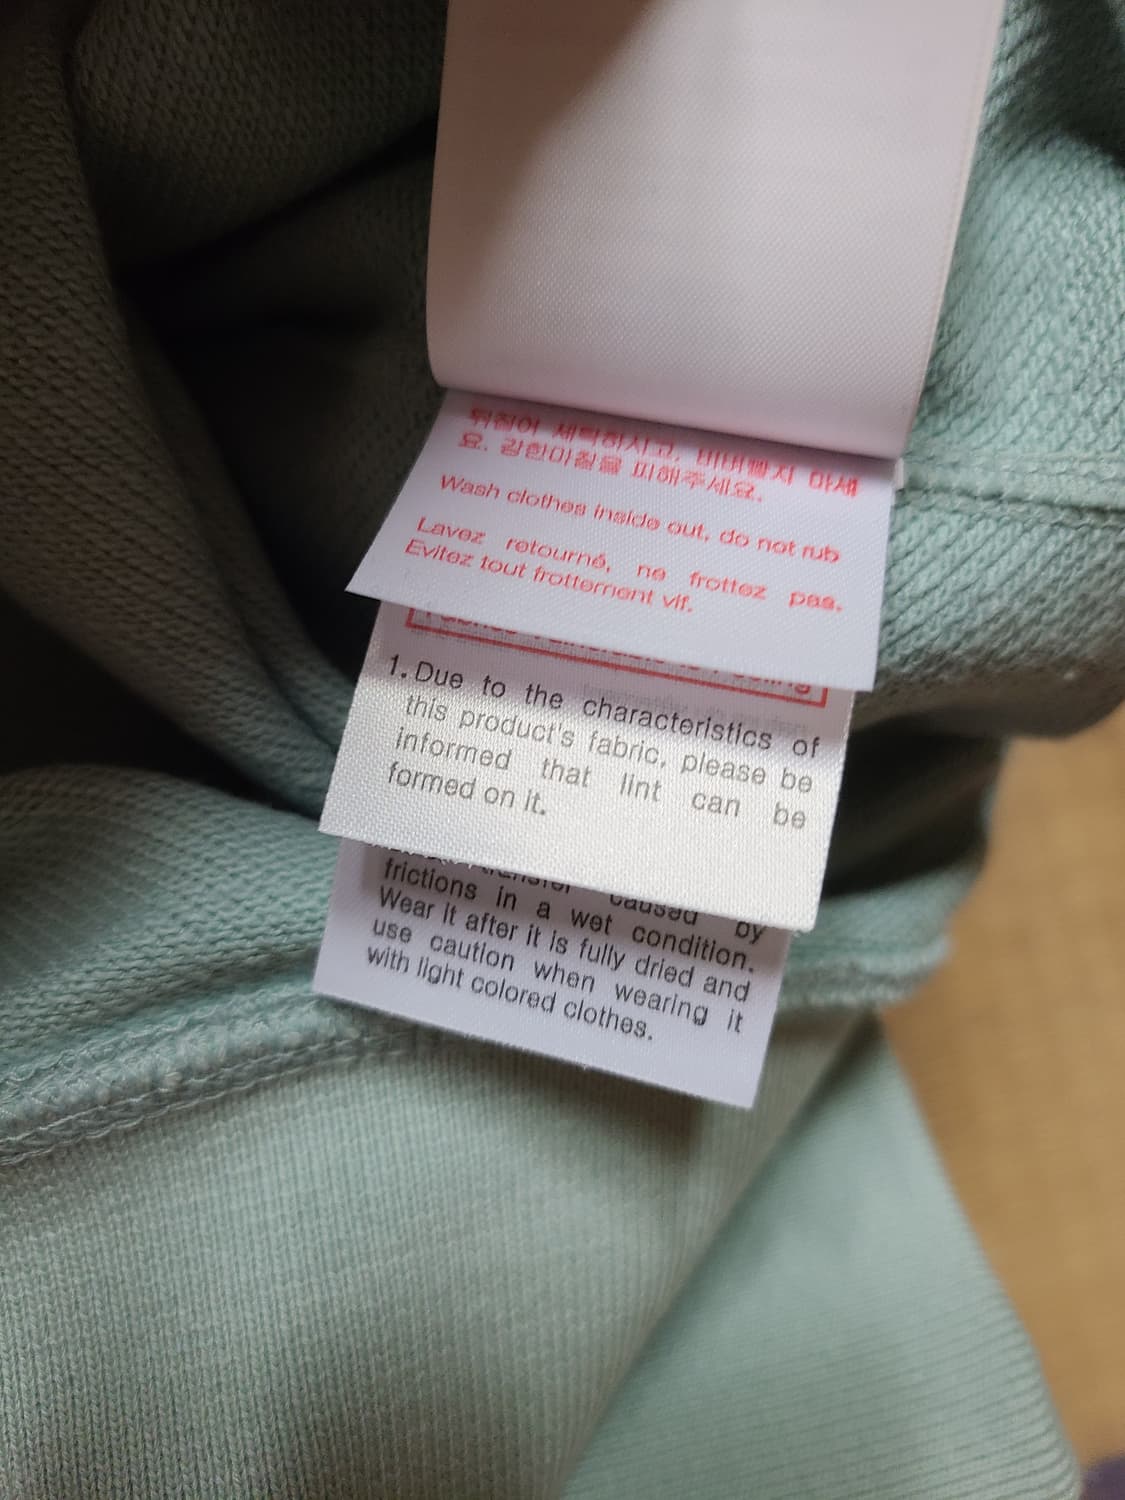 뒤집어 세탁하시고, 비벼빨지 마세
요. 강한마찰을 피해주세요.
Wash clothes inside out, do not rub
Lavez retourné, ne frottez pas.
Evitez tout frottement vif.
1. Due to the characteristics of
this product's fabric, please be
informed that lint can be
formed on it.
caused by
frictions in a wet condition.
Wear it after it is fully dried and
use caution when wearing it
with light colored clothes.